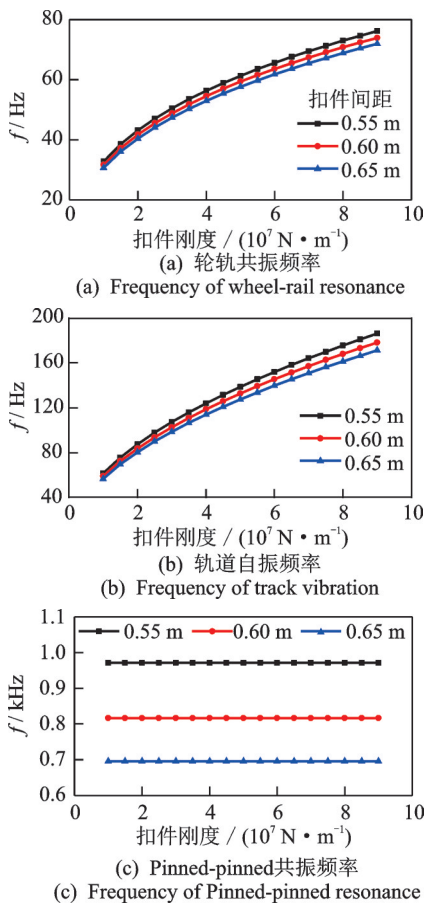 80
60
40
20
f / Hz
扣件间距
0.55 m
0.60 m
0.65 m
0 2 4 6 8 10
扣件刚度 / (10⁷ N·m⁻¹)
(a) 轮轨共振频率
(a) Frequency of wheel-rail resonance
200
160
120
80
40
f / Hz
0.55 m
0.60 m
0.65 m
0 2 4 6 8 10
扣件刚度 / (10⁷ N·m⁻¹)
(b) 轨道自振频率
(b) Frequency of track vibration
1.1
1.0
0.9
0.8
0.7
0.6
f / kHz
0.55 m 0.60 m 0.65 m
0 2 4 6 8 10
扣件刚度 / (10⁷ N·m⁻¹)
(c) Pinned-pinned共振频率
(c) Frequency of Pinned-pinned resonance